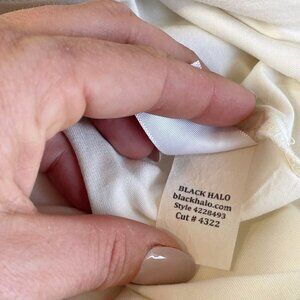 BLACK HALO
blackhalo.com
Style 4228493
Cut # 4322